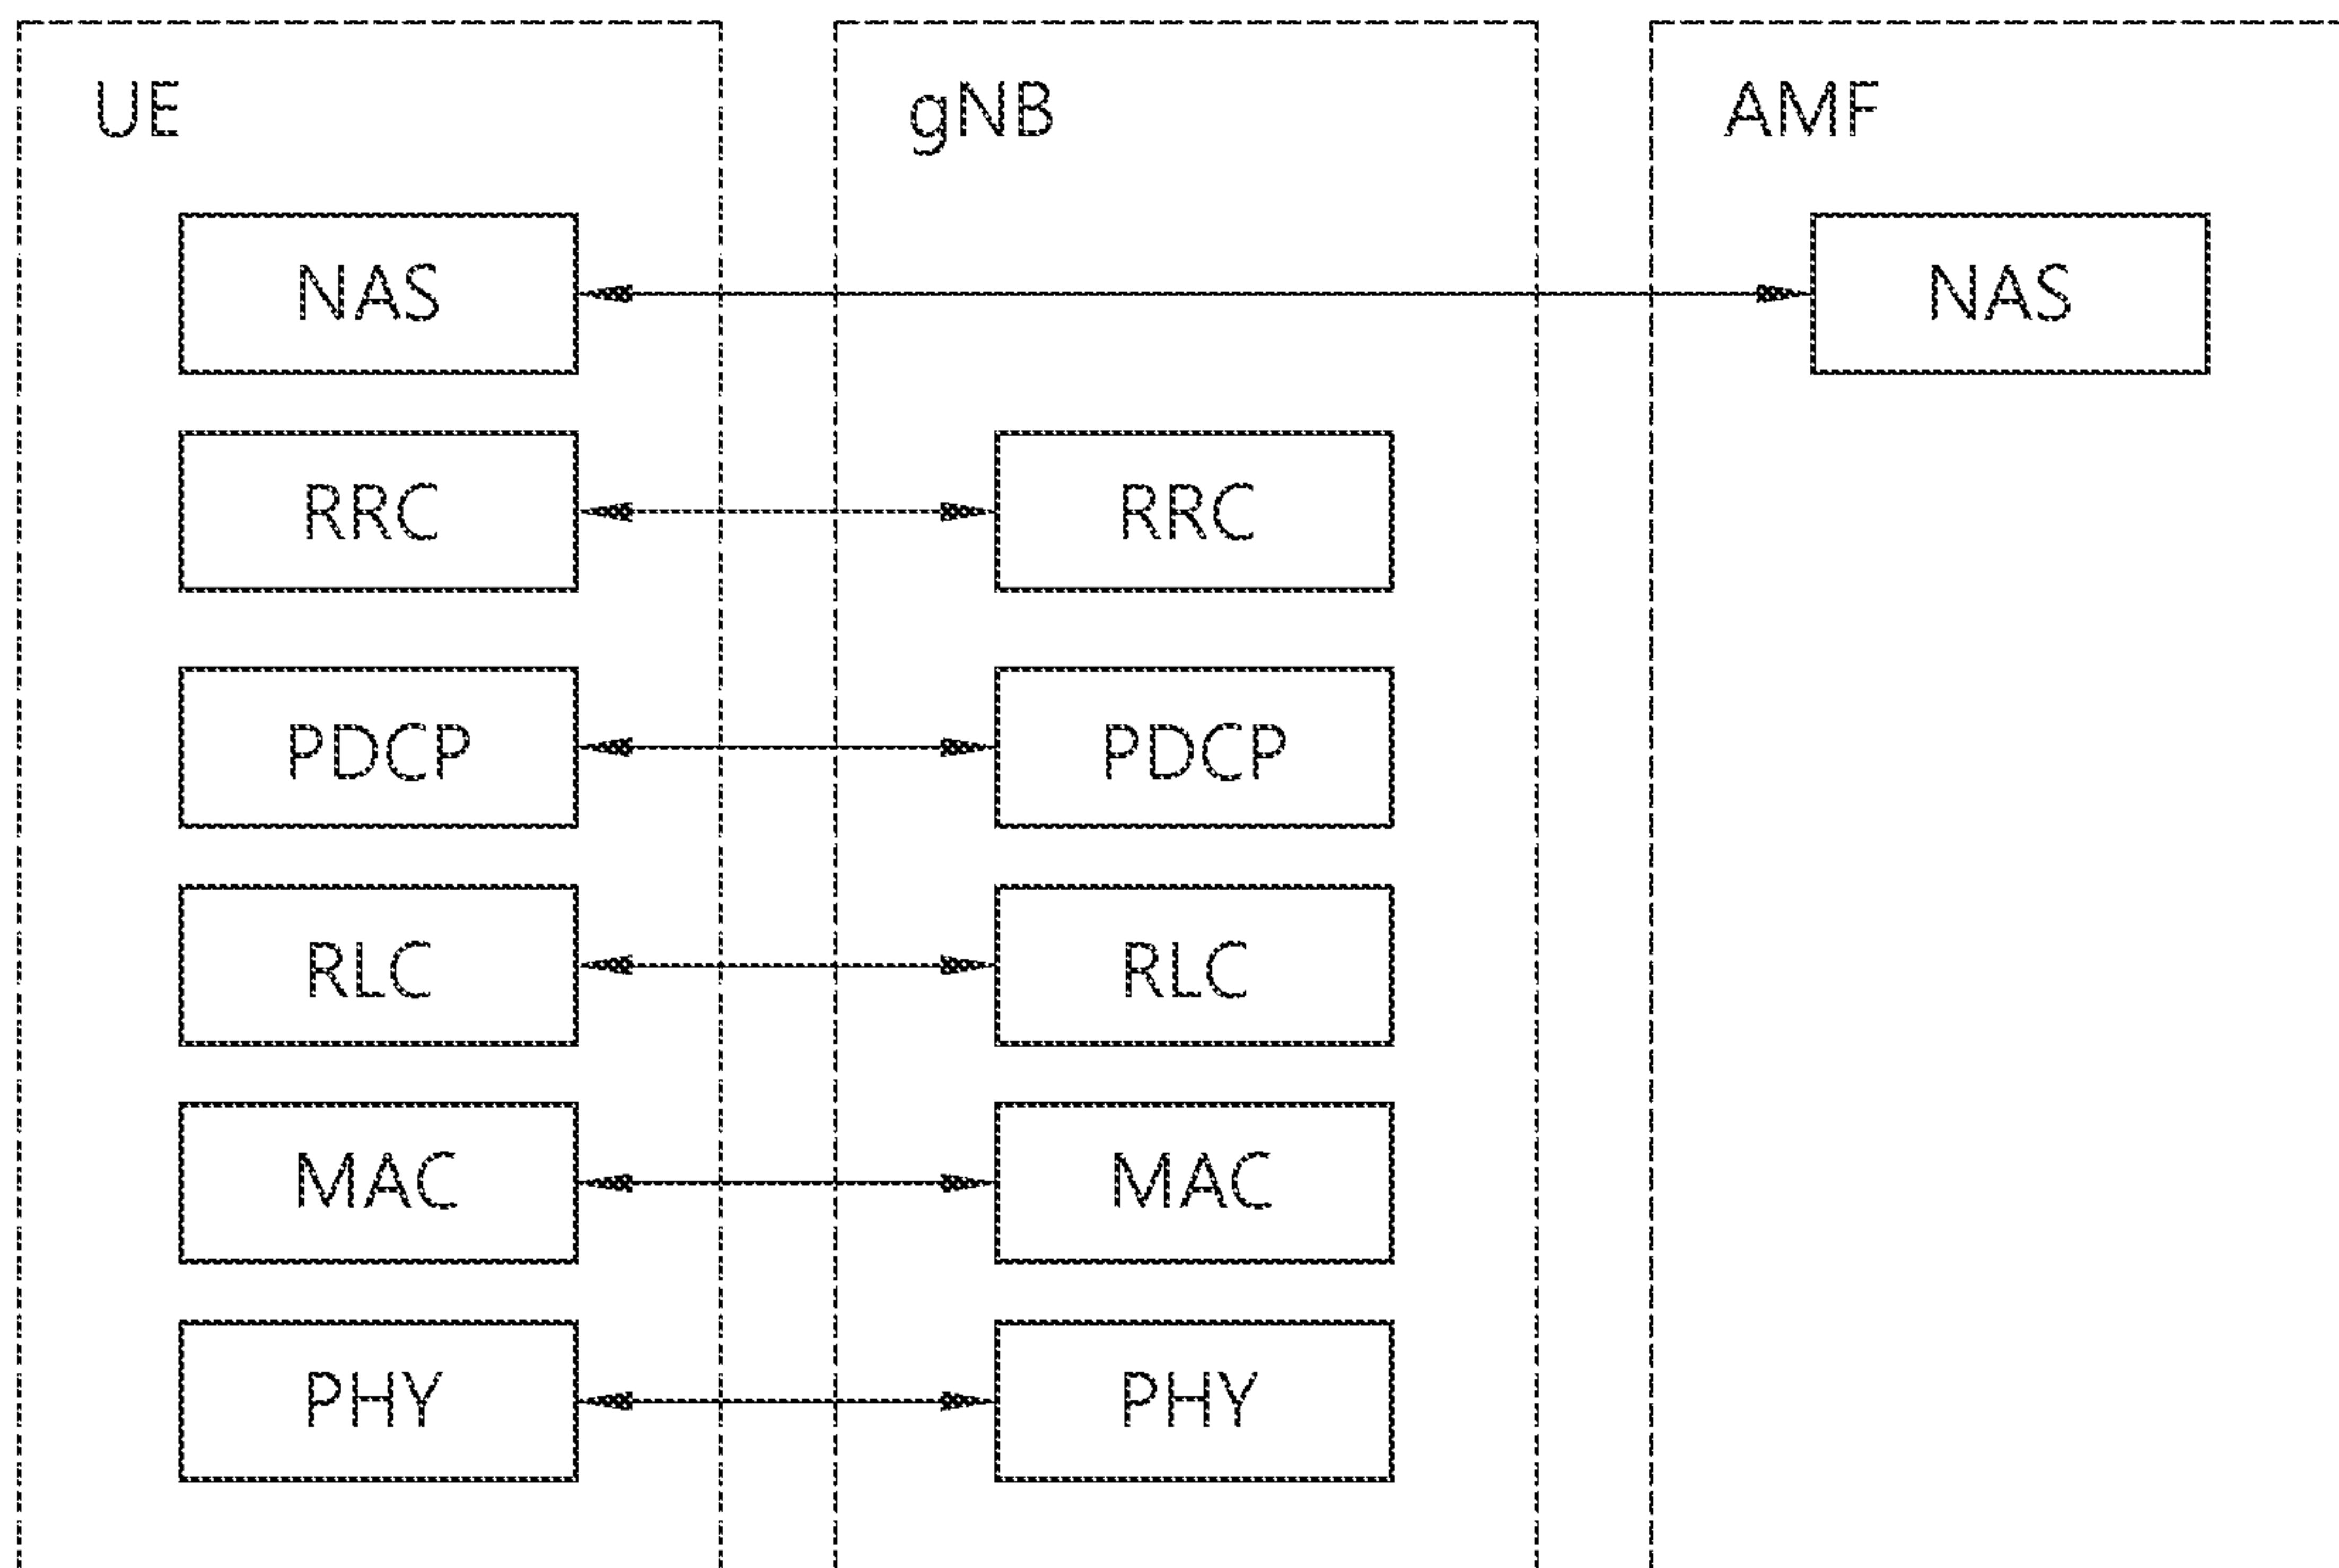 UE gNB AMF
NAS NAS
RRC RRC
PDCP PDCP
RLC RLC
MAC MAC
PHY PHY